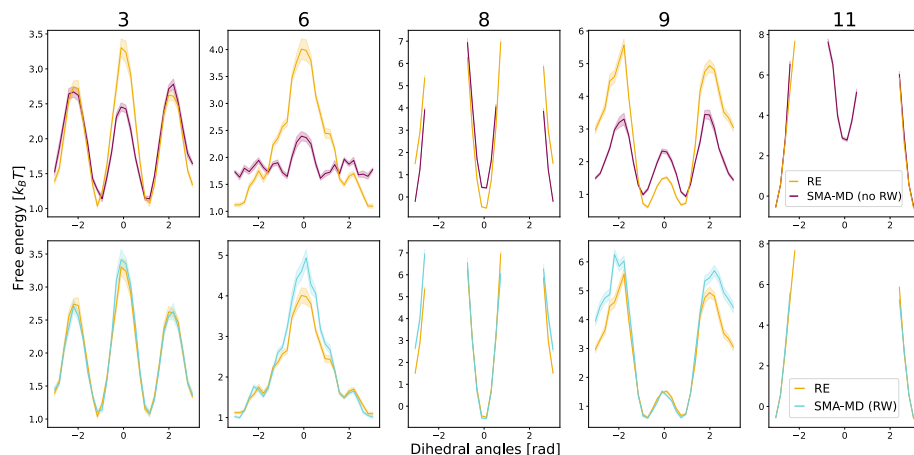 3 6 8 9 11
Free energy [k_BT]
3.5 3.0 2.5 2.0 1.5 1.0
4.0 3.5 3.0 2.5 2.0 1.5 1.0
7 6 5 4 3 2 1 0
6 5 4 3 2 1
8 6 4 2 0
RE
SMA-MD (no RW)
−2 0 2 −2 0 2 −2 0 2 −2 0 2 −2 0 2
3.5 3.0 2.5 2.0 1.5 1.0
5 4 3 2 1
7 6 5 4 3 2 1 0
6 5 4 3 2 1
8 6 4 2 0
RE
SMA-MD (RW)
−2 0 2 −2 0 2 −2 0 2 −2 0 2 −2 0 2
Dihedral angles [rad]